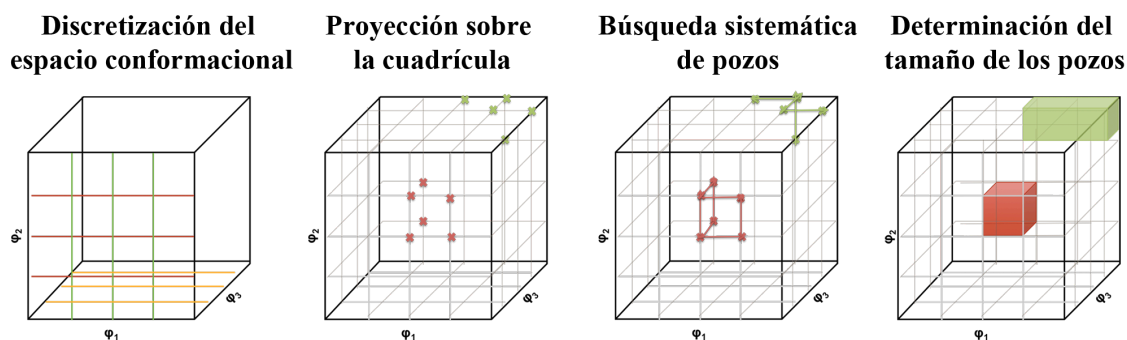 Discretización del
espacio conformacional
Proyección sobre
la cuadrícula
Búsqueda sistemática
de pozos
Determinación del
tamaño de los pozos
φ2
φ3
φ1
φ2
φ3
φ1
φ2
φ3
φ1
φ2
φ3
φ1